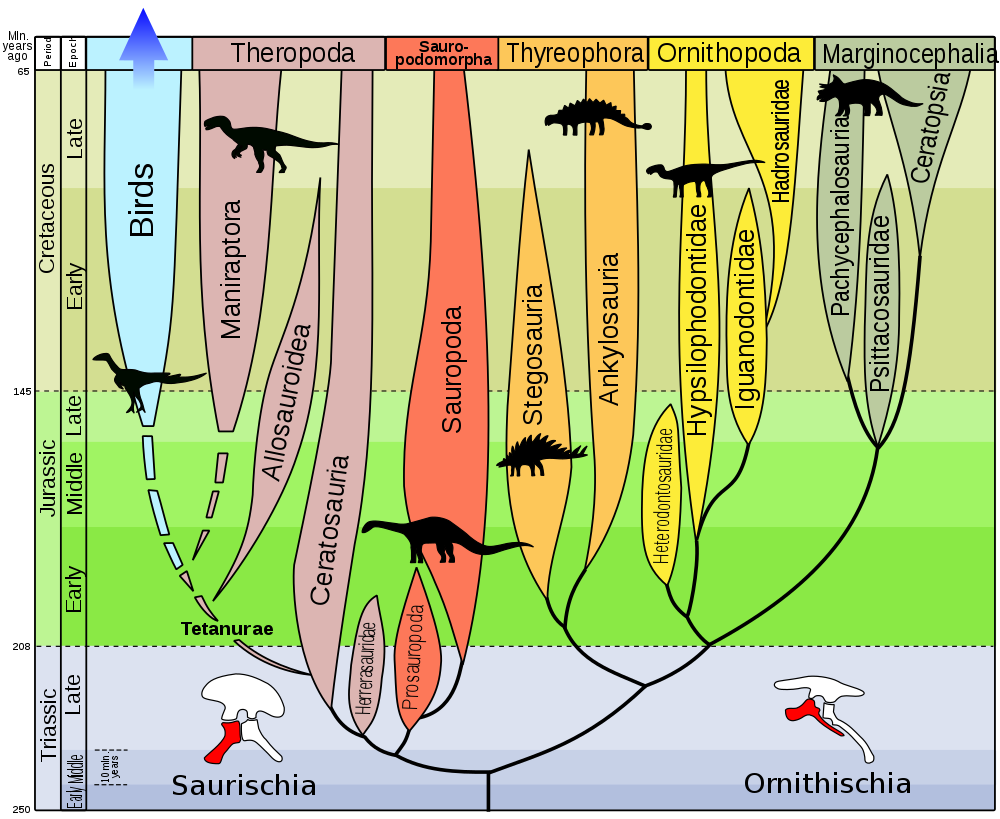 Mln.
years
ago
Period
Epoch
Theropoda
Sauro-
podomorpha
Thyreophora
Ornithopoda
Marginocephalia
65
145
208
250
Cretaceous
Late
Early
Jurassic
Late
Middle
Early
Triassic
Late
Middle
Early
10 mln.
years
Birds
Maniraptora
Allosauroidea
Ceratosauria
Herrerasauridae
Prosauropoda
Sauropoda
Stegosauria
Ankylosauria
Heterodontosauridae
Hypsilophodontidae
Iguanodontidae
Hadrosauridae
Pachycephalosauria
Psittacosauridae
Ceratopsia
Tetanurae
Saurischia
Ornithischia